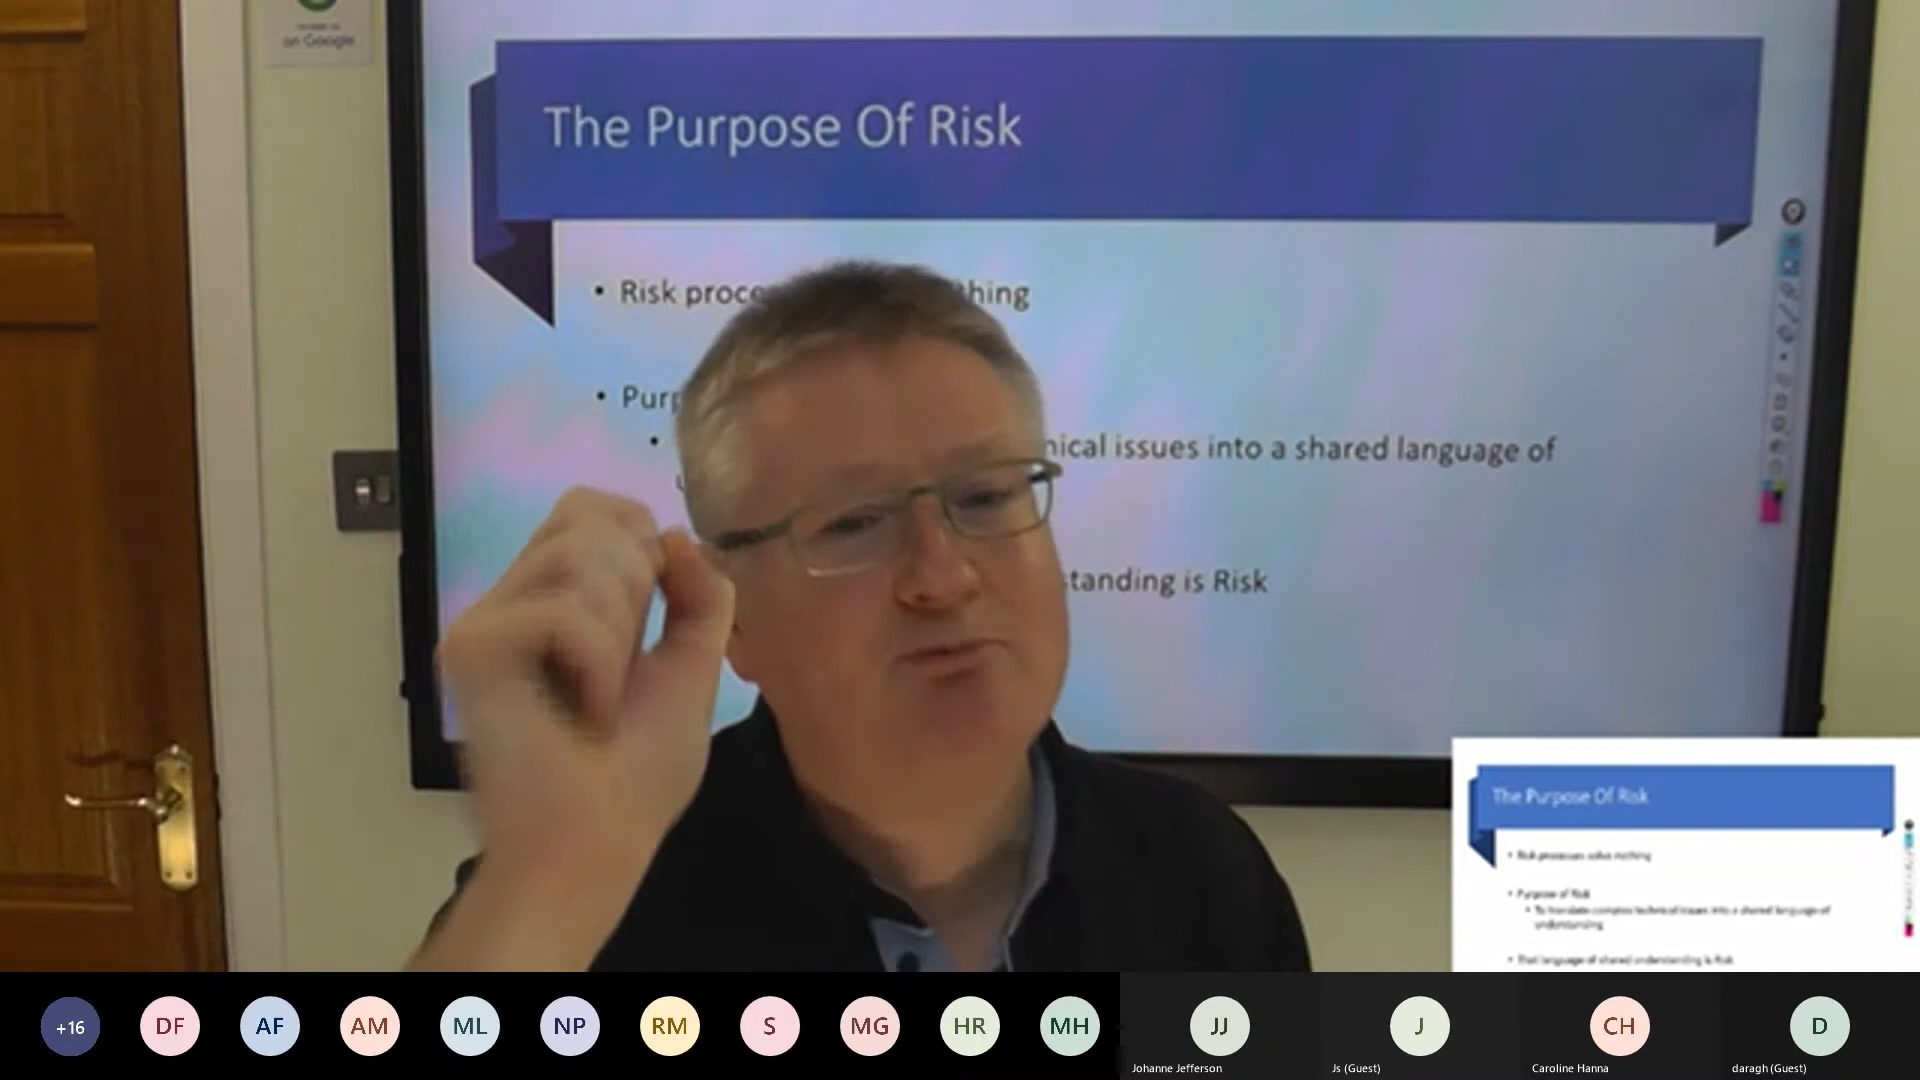 on Google
The Purpose Of Risk
• Risk proce hing
• Purp
• nical issues into a shared language of
standing is Risk
The Purpose Of Risk
• Risk processes solve nothing
• Purpose of Risk
• To translate complex technical issues into a shared language of
understanding
• That language of shared understanding is Risk
+16
DF
AF
AM
ML
NP
RM
S
MG
HR
MH
JJ
J
CH
D
Johanne Jefferson
Js (Guest)
Caroline Hanna
daragh (Guest)